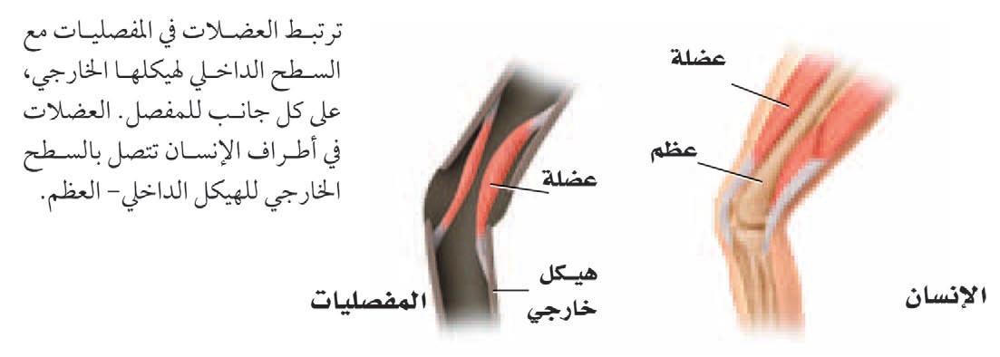 ترتبط العضلات في المفصليات مع
السطح الداخلي لهيكلها الخارجي،
على كل جانب للمفصل. العضلات
في أطراف الإنسان تتصل بالسطح
الخارجي للهيكل الداخلي- العظم.
عضلة
عظم
الإنسان
عضلة
هيكل
خارجي
المفصليات